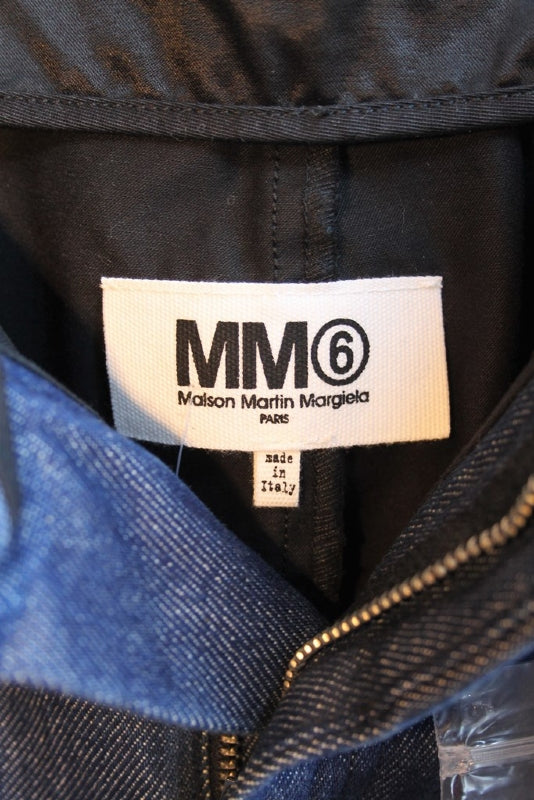 MM⑥
Maison Martin Margiela
PARIS
made
in
Italy